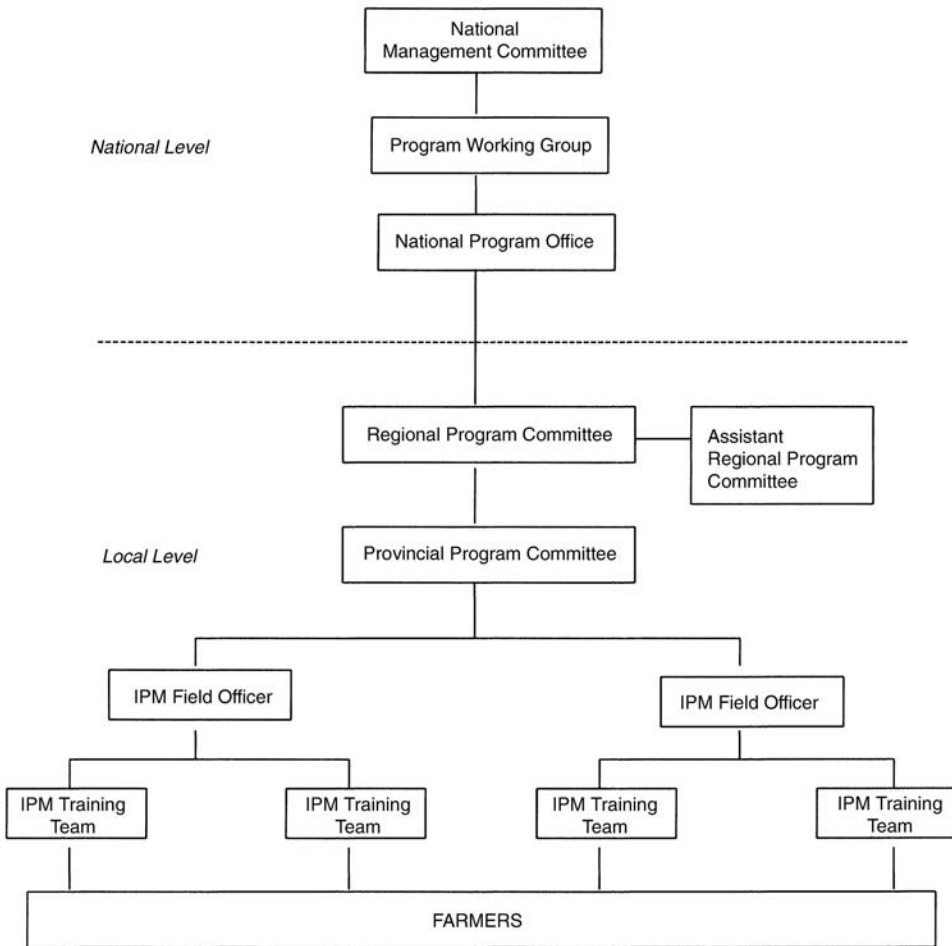 National
Management Committee
National Level
Program Working Group
National Program Office
Regional Program Committee
Assistant
Regional Program
Committee
Local Level
Provincial Program Committee
IPM Field Officer
IPM Field Officer
IPM Training
Team
IPM Training
Team
IPM Training
Team
IPM Training
Team
FARMERS